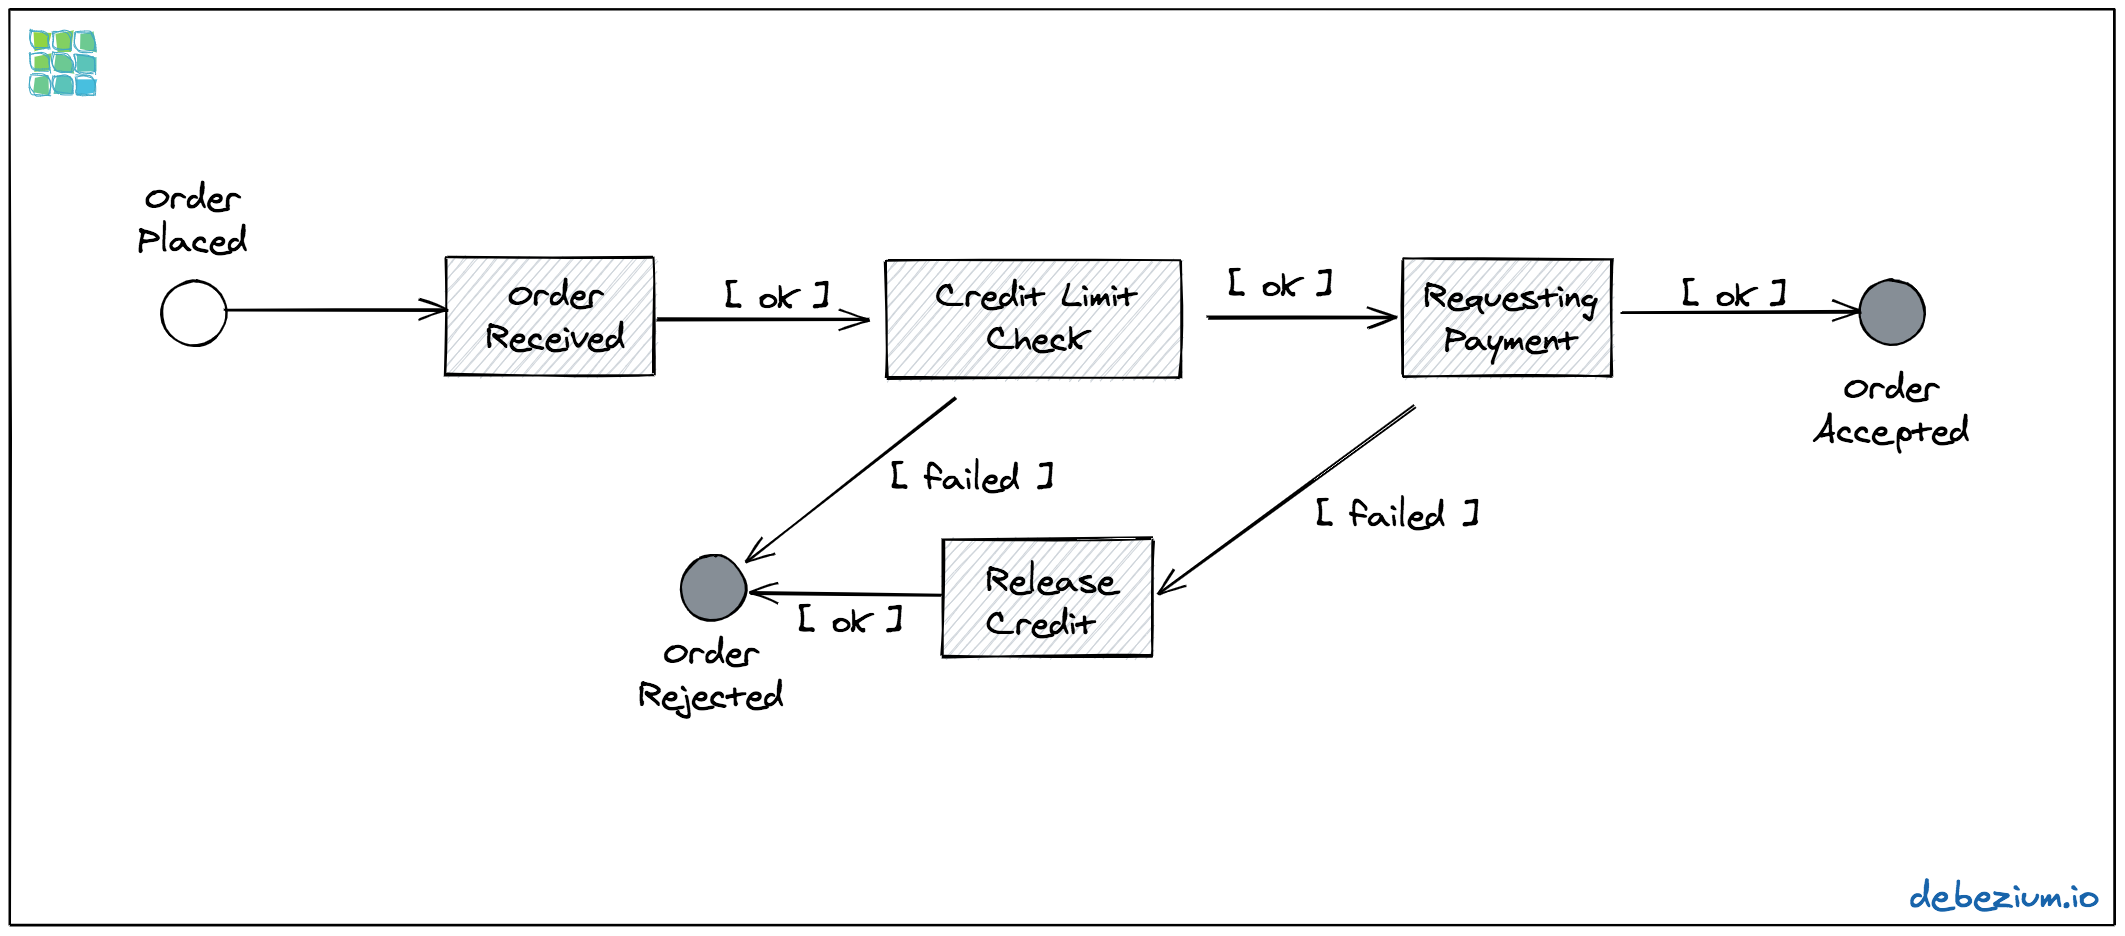 Order
Placed
Order
Received
[ ok ]
Credit Limit
Check
[ ok ]
Requesting
Payment
[ ok ]
Order
Accepted
[ failed ]
[ failed ]
Release
Credit
[ ok ]
Order
Rejected
debezium.io